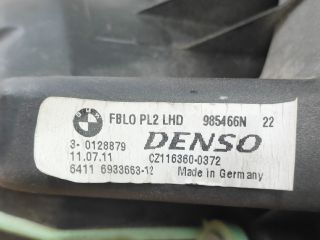 BMW
FBLO PL2 LHD 985466N 22
3- 0128879 DENSO
11.07.11 CZ116360-0372
6411 6933663-12 Made in Germany